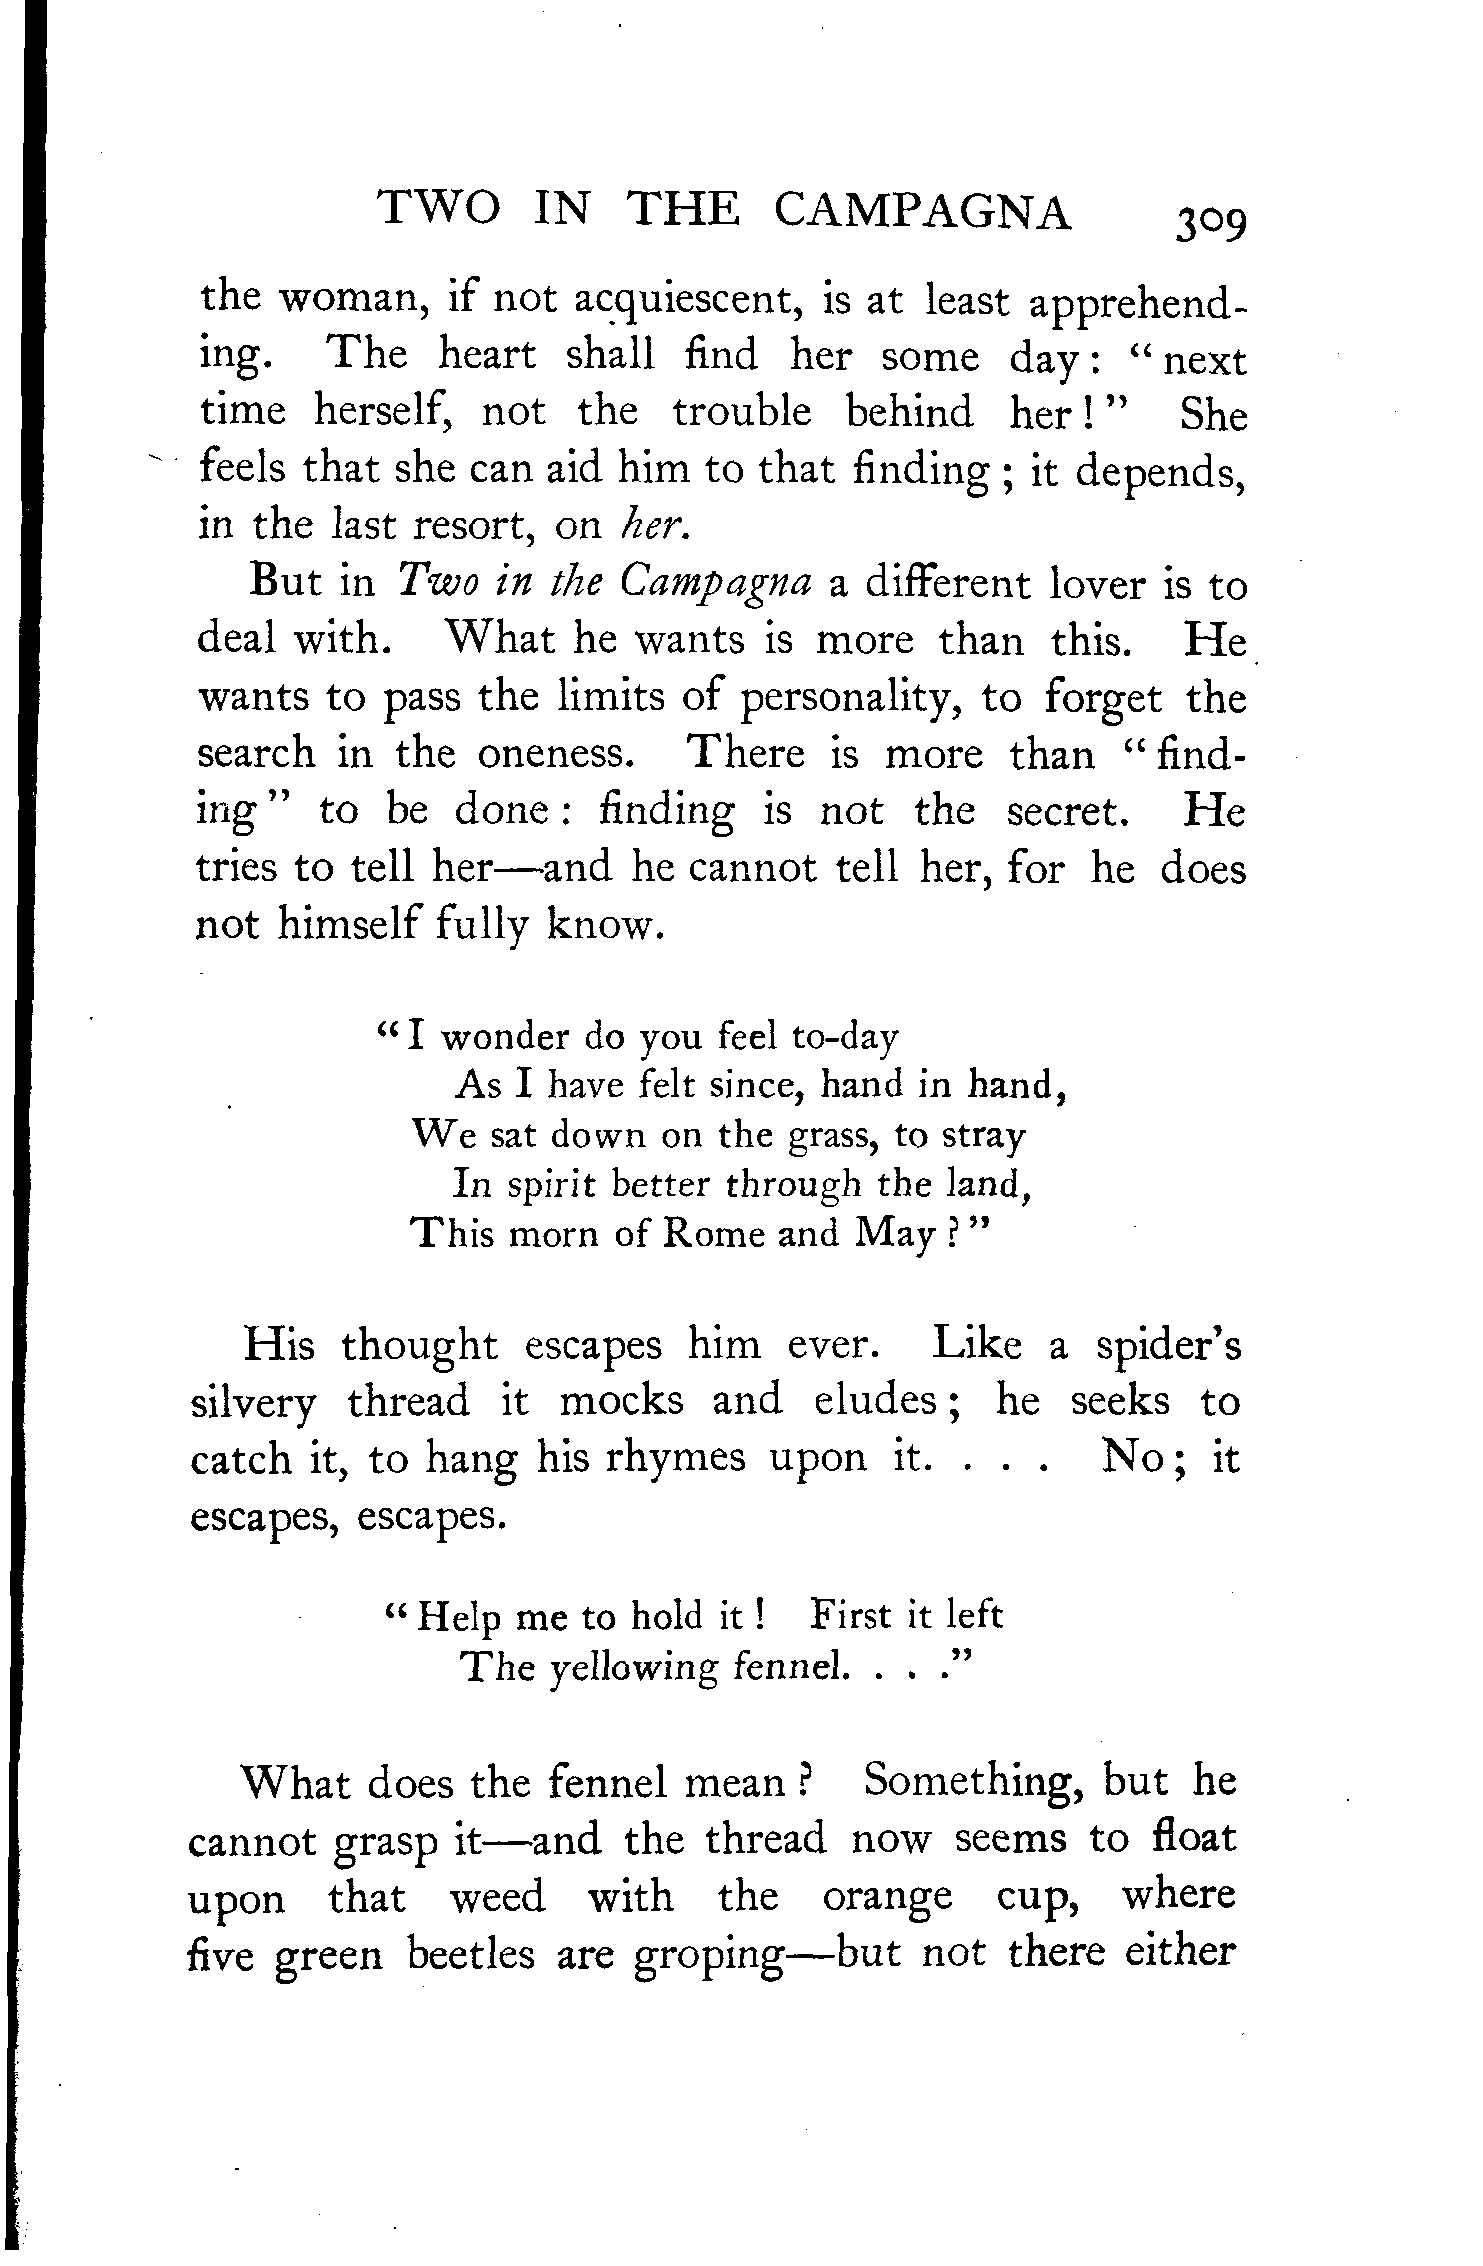 TWO IN THE CAMPAGNA 309
the woman, if not acquiescent, is at least apprehend-
ing. The heart shall find her some day: "next
time herself, not the trouble behind her!" She
feels that she can aid him to that finding; it depends,
in the last resort, on her.
But in Two in the Campagna a different lover is to
deal with. What he wants is more than this. He
wants to pass the limits of personality, to forget the
search in the oneness. There is more than "find-
ing" to be done: finding is not the secret. He
tries to tell her—and he cannot tell her, for he does
not himself fully know.
"I wonder do you feel to-day
As I have felt since, hand in hand,
We sat down on the grass, to stray
In spirit better through the land,
This morn of Rome and May?"
His thought escapes him ever. Like a spider's
silvery thread it mocks and eludes; he seeks to
catch it, to hang his rhymes upon it. . . . No; it
escapes, escapes.
"Help me to hold it! First it left
The yellowing fennel. . . ."
What does the fennel mean? Something, but he
cannot grasp it—and the thread now seems to float
upon that weed with the orange cup, where
five green beetles are groping—but not there either